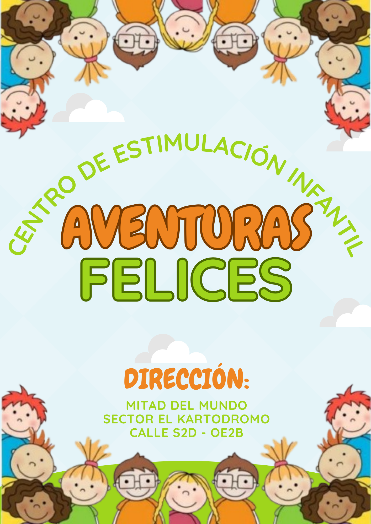 CENTRO DE ESTIMULACIÓN INFANTIL
AVENTURAS
FELICES
DIRECCIÓN:
MITAD DEL MUNDO
SECTOR EL KARTODROMO
CALLE S2D - OE2B